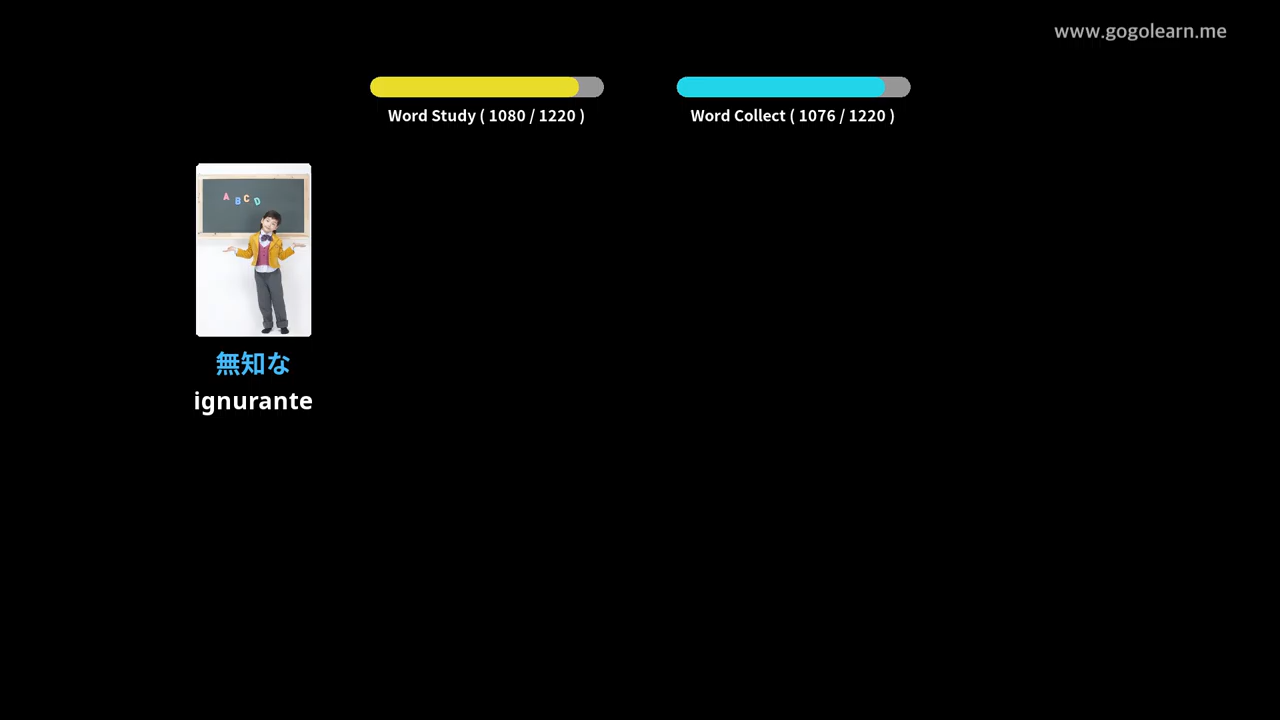 www.gogolearn.me
Word Study ( 1080 / 1220 )
Word Collect ( 1076 / 1220 )
A B C D
無知な
ignurante